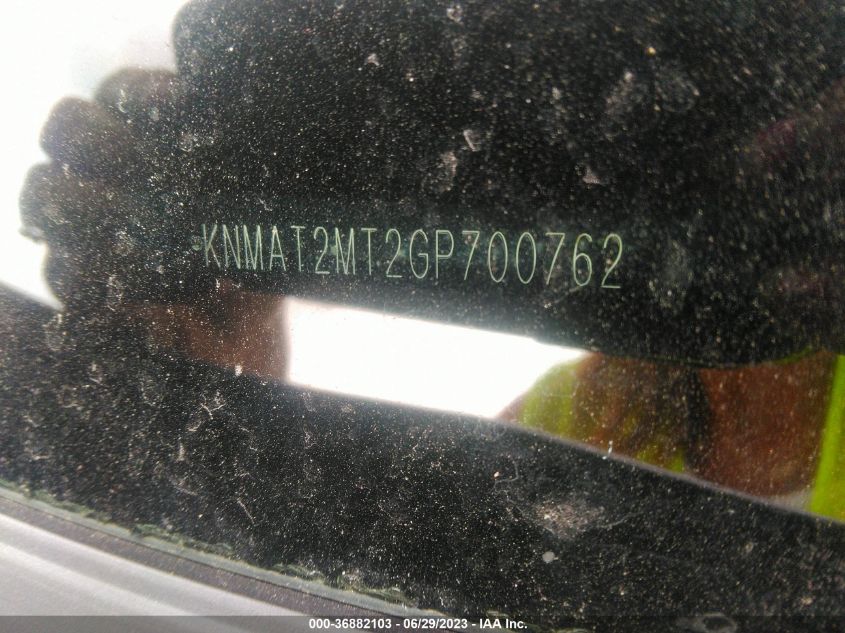 KNMAT2MT2GP700762
000-36882103 - 06/29/2023 - IAA Inc.